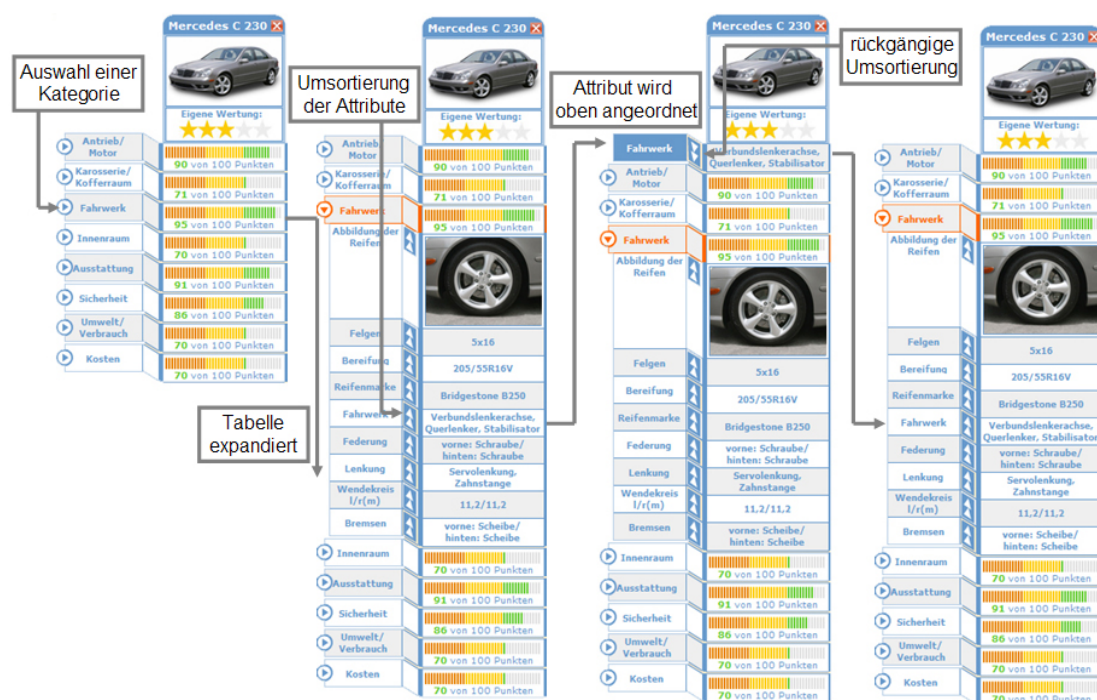 Auswahl einer
Kategorie
Mercedes C 230
Eigene Wertung:
Antrieb/
Motor
90 von 100 Punkten
Karosserie/
Kofferraum
71 von 100 Punkten
Fahrwerk
95 von 100 Punkten
Innenraum
70 von 100 Punkten
Ausstattung
91 von 100 Punkten
Sicherheit
86 von 100 Punkten
Umwelt/
Verbrauch
70 von 100 Punkten
Kosten
70 von 100 Punkten
Tabelle
expandiert
Umsortierung
der Attribute
Mercedes C 230
Eigene Wertung:
Antrieb/
Motor
90 von 100 Punkten
Karosserie/
Kofferraum
71 von 100 Punkten
Fahrwerk
95 von 100 Punkten
Abbildung der
Reifen
Felgen
5x16
Bereifung
205/55R16V
Reifenmarke
Bridgestone B250
Fahrwerk
Verbundslenkerachse,
Querlenker, Stabilisator
Federung
vorne: Schraube/
hinten: Schraube
Lenkung
Servolenkung,
Zahnstange
Wendekreis
l/r(m)
11,2/11,2
Bremsen
vorne: Scheibe/
hinten: Scheibe
Innenraum
70 von 100 Punkten
Ausstattung
91 von 100 Punkten
Sicherheit
86 von 100 Punkten
Umwelt/
Verbrauch
70 von 100 Punkten
Kosten
70 von 100 Punkten
Attribut wird
oben angeordnet
Mercedes C 230
Eigene Wertung:
Fahrwerk
Verbundslenkerachse,
Querlenker, Stabilisator
Antrieb/
Motor
90 von 100 Punkten
Karosserie/
Kofferraum
71 von 100 Punkten
Fahrwerk
95 von 100 Punkten
Abbildung der
Reifen
Felgen
5x16
Bereifung
205/55R16V
Reifenmarke
Bridgestone B250
Federung
vorne: Schraube/
hinten: Schraube
Lenkung
Servolenkung,
Zahnstange
Wendekreis
l/r(m)
11,2/11,2
Bremsen
vorne: Scheibe/
hinten: Scheibe
Innenraum
70 von 100 Punkten
Ausstattung
91 von 100 Punkten
Sicherheit
86 von 100 Punkten
Umwelt/
Verbrauch
70 von 100 Punkten
Kosten
70 von 100 Punkten
rückgängige
Umsortierung
Mercedes C 230
Eigene Wertung:
Antrieb/
Motor
90 von 100 Punkten
Karosserie/
Kofferraum
71 von 100 Punkten
Fahrwerk
95 von 100 Punkten
Abbildung der
Reifen
Felgen
5x16
Bereifung
205/55R16V
Reifenmarke
Bridgestone B250
Fahrwerk
Verbundslenkerachse,
Querlenker, Stabilisator
Federung
vorne: Schraube/
hinten: Schraube
Lenkung
Servolenkung,
Zahnstange
Wendekreis
l/r(m)
11,2/11,2
Bremsen
vorne: Scheibe/
hinten: Scheibe
Innenraum
70 von 100 Punkten
Ausstattung
91 von 100 Punkten
Sicherheit
86 von 100 Punkten
Umwelt/
Verbrauch
70 von 100 Punkten
Kosten
70 von 100 Punkten